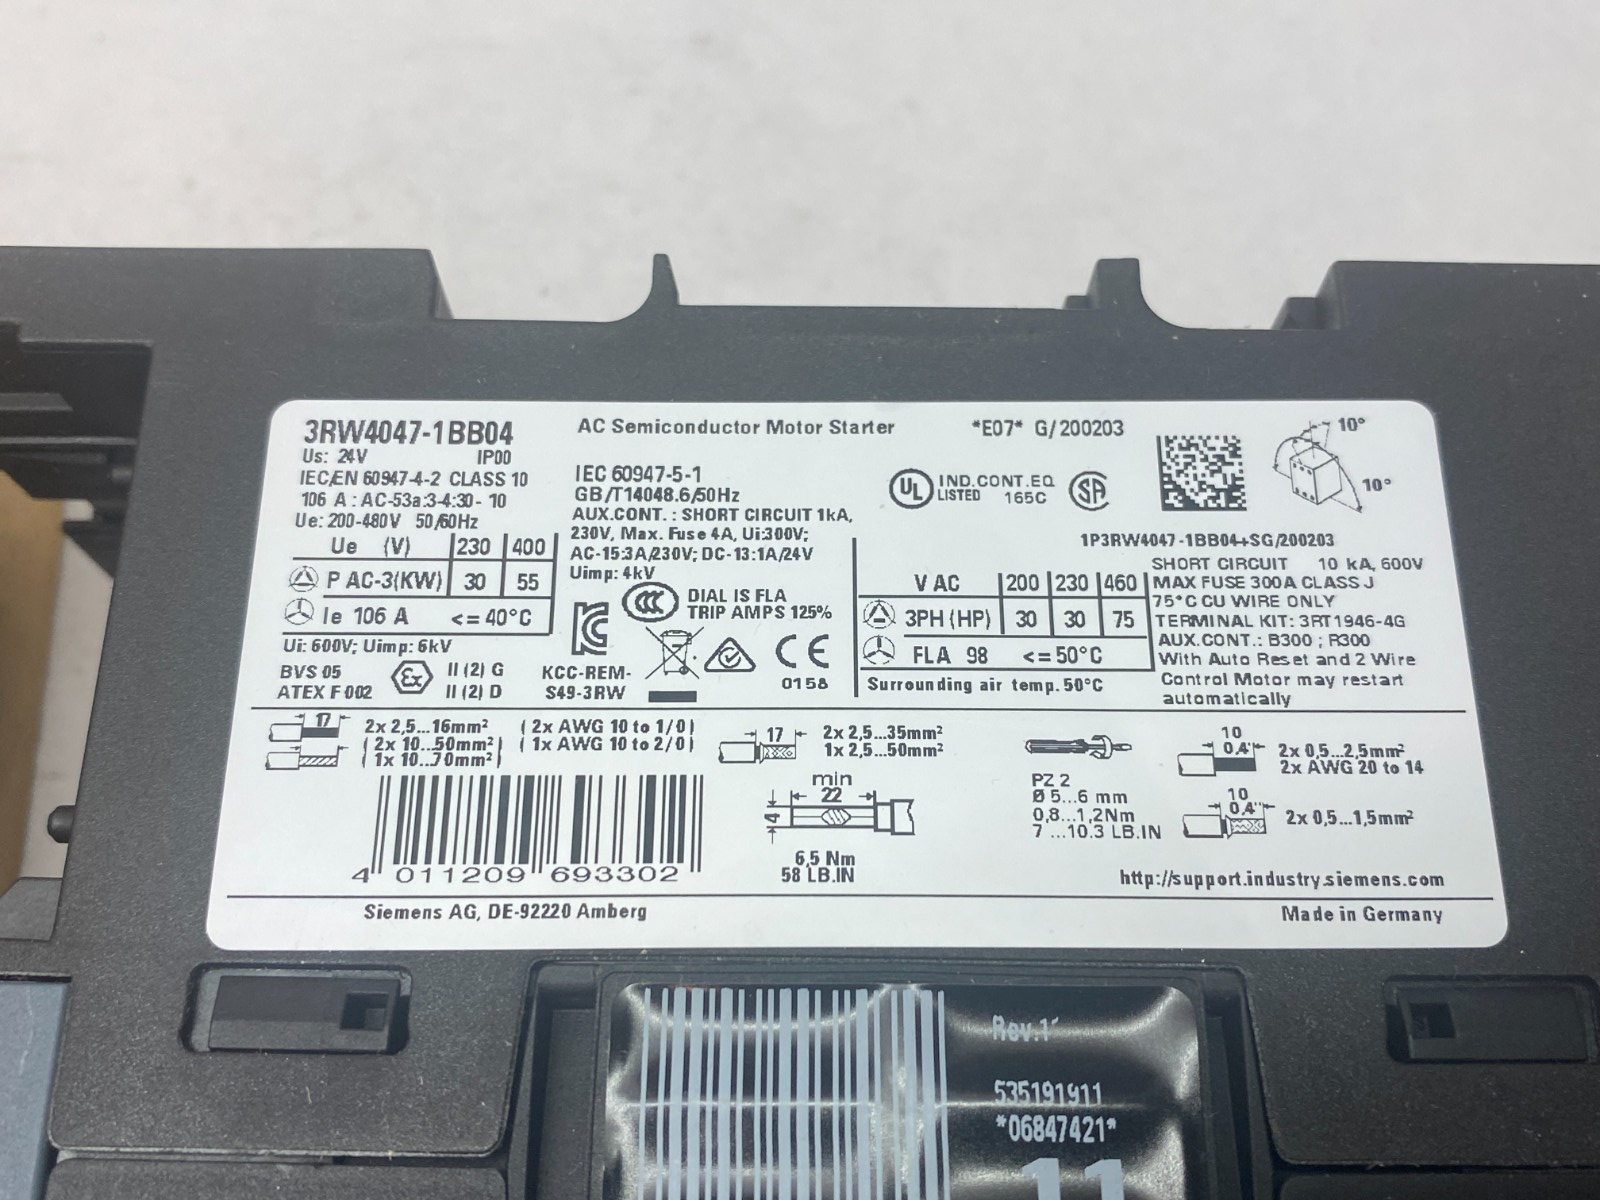 3RW4047-1BB04
Us: 24V IP00
IEC/EN 60947-4-2 CLASS 10
106 A : AC-53a:3-4:30- 10
Ue: 200-480V 50/60Hz
Ue (V) 230 400
P AC-3(KW) 30 55
Ie 106 A <= 40°C
Ui: 600V; Uimp: 6kV
BVS 05
ATEX F 002
Ex
II (2) G
II (2) D
AC Semiconductor Motor Starter
IEC 60947-5-1
GB/T14048.6/50Hz
AUX.CONT. : SHORT CIRCUIT 1kA,
230V, Max. Fuse 4A, Ui:300V;
AC-15:3A/230V; DC-13:1A/24V
Uimp: 4kV
CCC
DIAL IS FLA
TRIP AMPS 125%
KCC-REM-
S49-3RW
CE
0158
*E07* G/200203
UL
IND.CONT.EQ
LISTED 165C
SA
10°
10°
1P3RW4047-1BB04+SG/200203
V AC 200 230 460
3PH (HP) 30 30 75
FLA 98 <= 50°C
Surrounding air temp. 50°C
SHORT CIRCUIT 10 kA, 600V
MAX FUSE 300A CLASS J
75°C CU WIRE ONLY
TERMINAL KIT: 3RT1946-4G
AUX.CONT.: B300 ; R300
With Auto Reset and 2 Wire
Control Motor may restart
automatically
17
2x 2,5...16mm² ( 2x AWG 10 to 1/0)
( 2x 10...50mm² ) ( 1x AWG 10 to 2/0)
( 1x 10...70mm² )
17
2x 2,5...35mm²
1x 2,5...50mm²
min
22
4
6,5 Nm
58 LB.IN
PZ 2
Ø 5...6 mm
0,8...1,2Nm
7 ...10.3 LB.IN
10
0.4"
2x 0,5...2,5mm²
2x AWG 20 to 14
10
0.4"
2x 0,5...1,5mm²
4 011209 693302
http://support.industry.siemens.com
Siemens AG, DE-92220 Amberg
Made in Germany
535191911
*06847421*
11